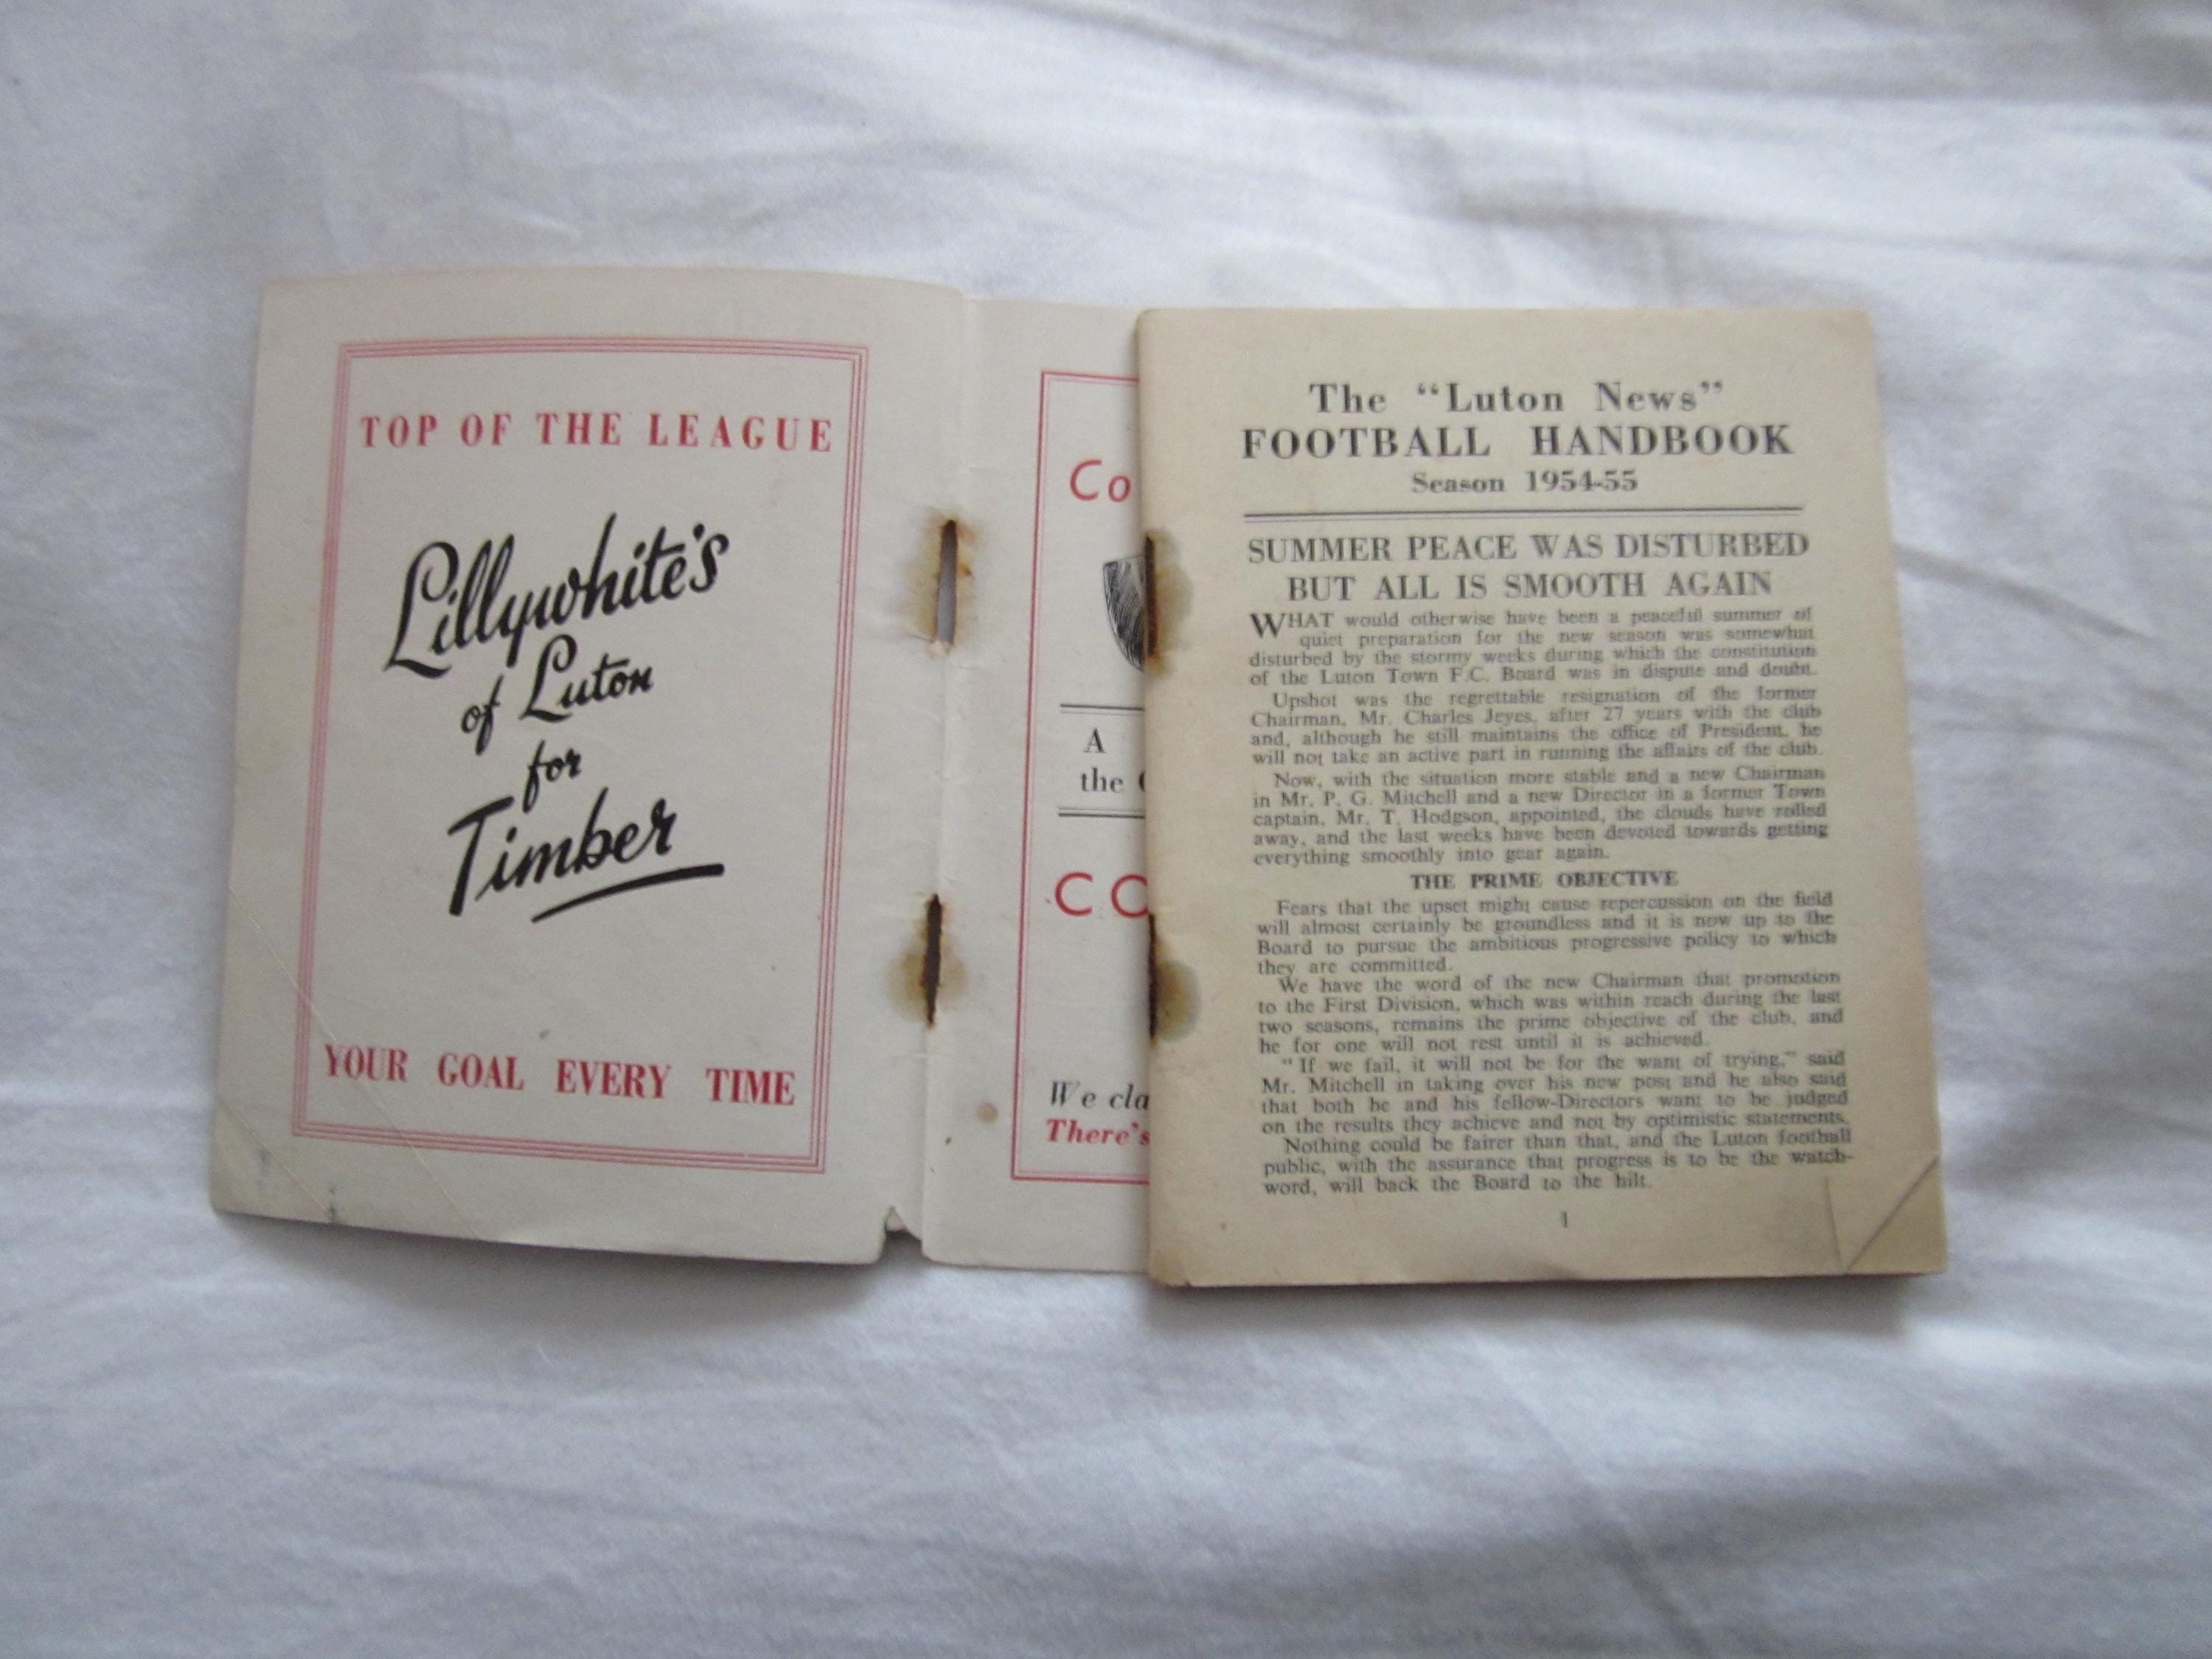 TOP OF THE LEAGUE
Lillywhite's
of Luton
for
Timber
YOUR GOAL EVERY TIME
Co
A
the
CO
We cla
There's
The "Luton News"
FOOTBALL HANDBOOK
Season 1954-55
SUMMER PEACE WAS DISTURBED
BUT ALL IS SMOOTH AGAIN
WHAT would otherwise have been a peaceful summer of
quiet preparation for the new season was somewhat
disturbed by the stormy weeks during which the constitution
of the Luton Town F.C. Board was in dispute and doubt.
Upshot was the regrettable resignation of the former
Chairman, Mr. Charles Jeyes, after 27 years with the club
and, although he still maintains the office of President, he
will not take an active part in running the affairs of the club.
Now, with the situation more stable and a new Chairman
in Mr. P. G. Mitchell and a new Director in a former Town
captain, Mr. T. Hodgson, appointed, the clouds have rolled
away, and the last weeks have been devoted towards getting
everything smoothly into gear again.
THE PRIME OBJECTIVE
Fears that the upset might cause repercussion on the field
will almost certainly be groundless and it is now up to the
Board to pursue the ambitious progressive policy to which
they are committed.
We have the word of the new Chairman that promotion
to the First Division, which was within reach during the last
two seasons, remains the prime objective of the club, and
he for one will not rest until it is achieved.
"If we fail, it will not be for the want of trying," said
Mr. Mitchell in taking over his new post and he also said
that both he and his fellow-Directors want to be judged
on the results they achieve and not by optimistic statements.
Nothing could be fairer than that, and the Luton football
public, with the assurance that progress is to be the watch-
word, will back the Board to the hilt.
1